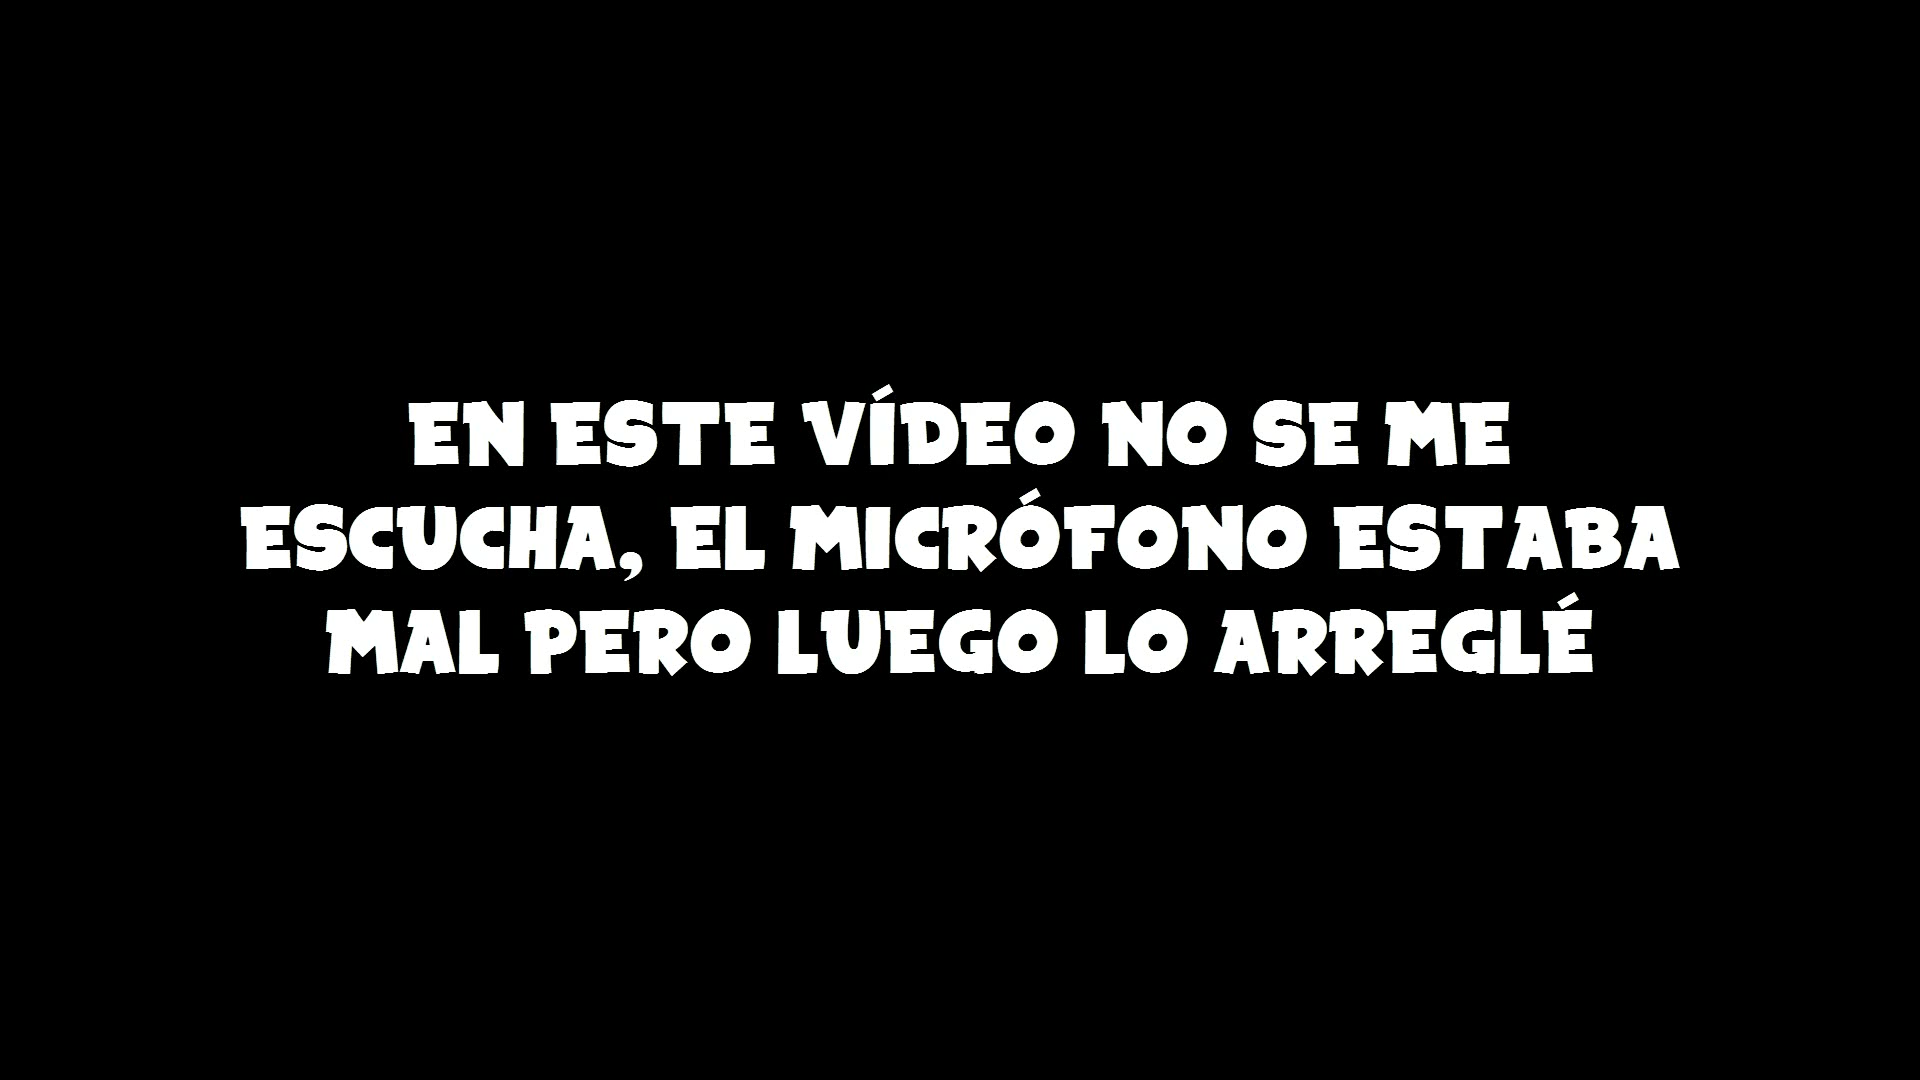 EN ESTE VÍDEO NO SE ME
ESCUCHA, EL MICRÓFONO ESTABA
MAL PERO LUEGO LO ARREGLÉ